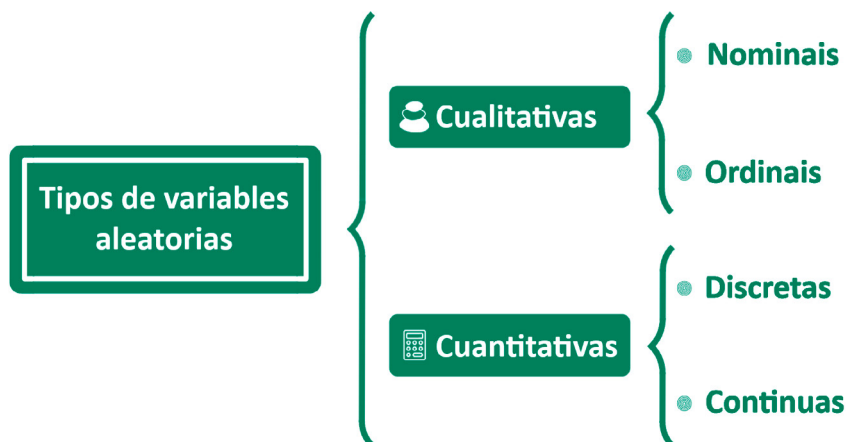 Tipos de variables
aleatorias
Cualitativas
Nominais
Ordinais
Cuantitativas
Discretas
Continuas